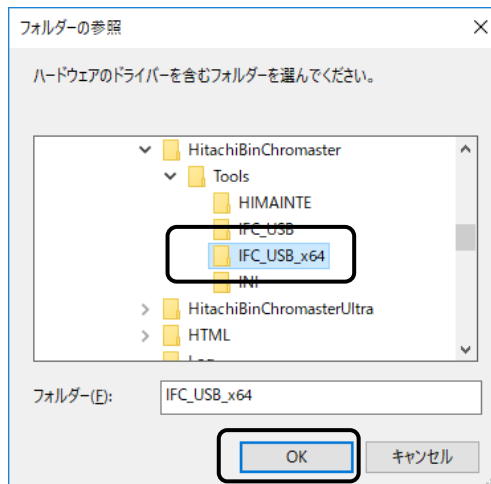 フォルダーの参照
ハードウェアのドライバーを含むフォルダーを選んでください。
HitachiBinChromaster
Tools
HIMAINTE
IFC_USB
IFC_USB_x64
INI
HitachiBinChromasterUltra
HTML
フォルダー(F):
IFC_USB_x64
OK
キャンセル